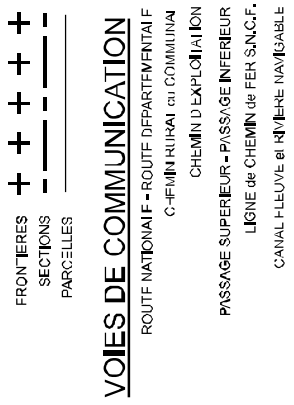 FRONTIERES
SECTIONS
PARCELLES
VOIES DE COMMUNICATION
ROUTE NATIONALE - ROUTE DEPARTEMENTALE
CHEMIN RURAL ou COMMUNAL
CHEMIN D EXPLOITATION
PASSAGE SUPERIEUR - PASSAGE INFERIEUR
LIGNE de CHEMIN de FER S.N.C.F.
CANAL FLEUVE et RIVIERE NAVIGABLE